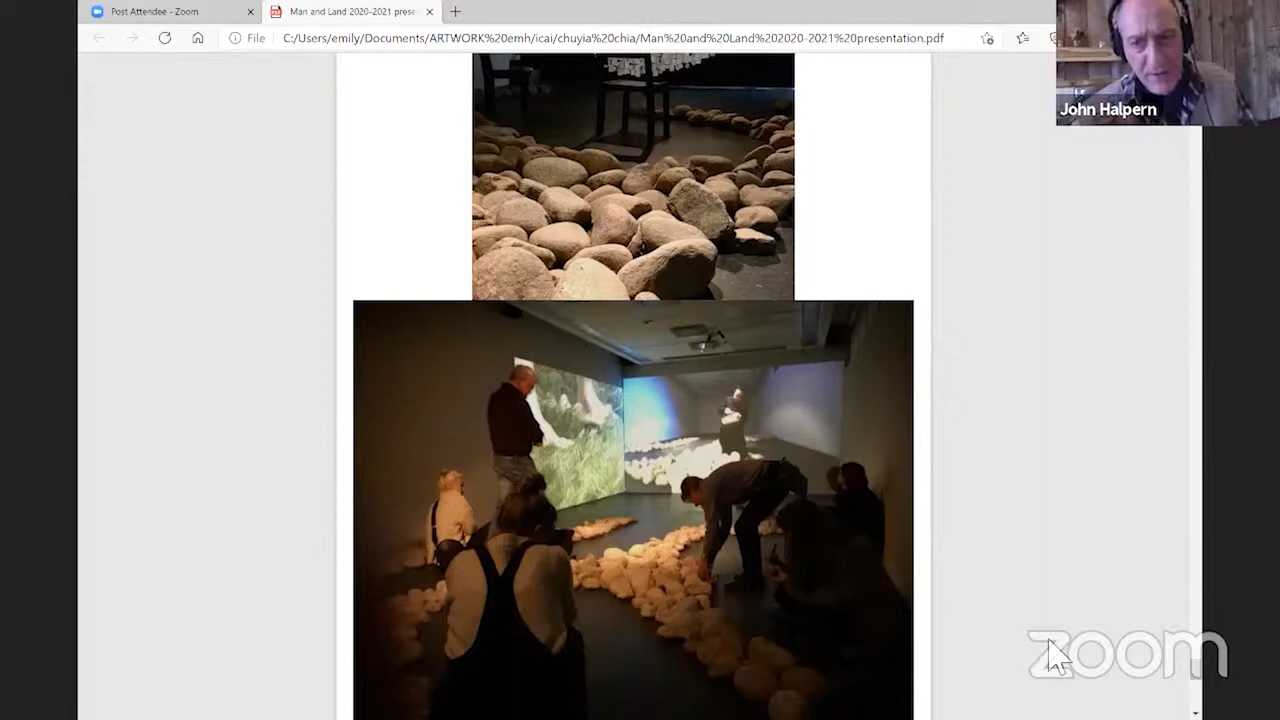 Post Attendee - Zoom
Man and Land 2020-2021 prese
File
C:/Users/emily/Documents/ARTWORK%20emh/icai/chuyia%20chia/Man%20and%20Land%202020-2021%20presentation.pdf
John Halpern
zoom